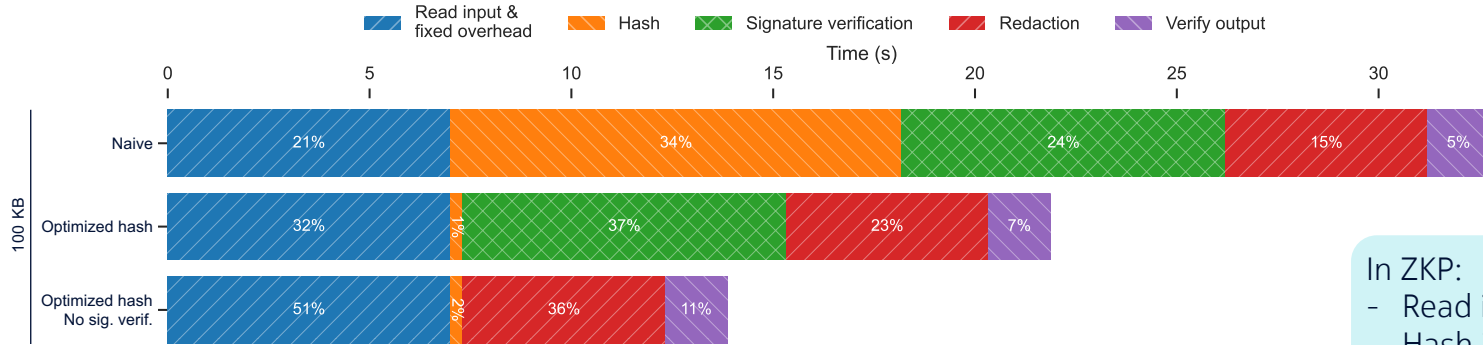 Read input &
fixed overhead
Hash
Signature verification
Redaction
Verify output
Time (s)
0 5 10 15 20 25 30
100 KB
Naive
21% 34% 24% 15% 5%
Optimized hash
32% 1% 37% 23% 7%
Optimized hash
No sig. verif.
51% 2% 36% 11%
In ZKP:
- Read
Hash